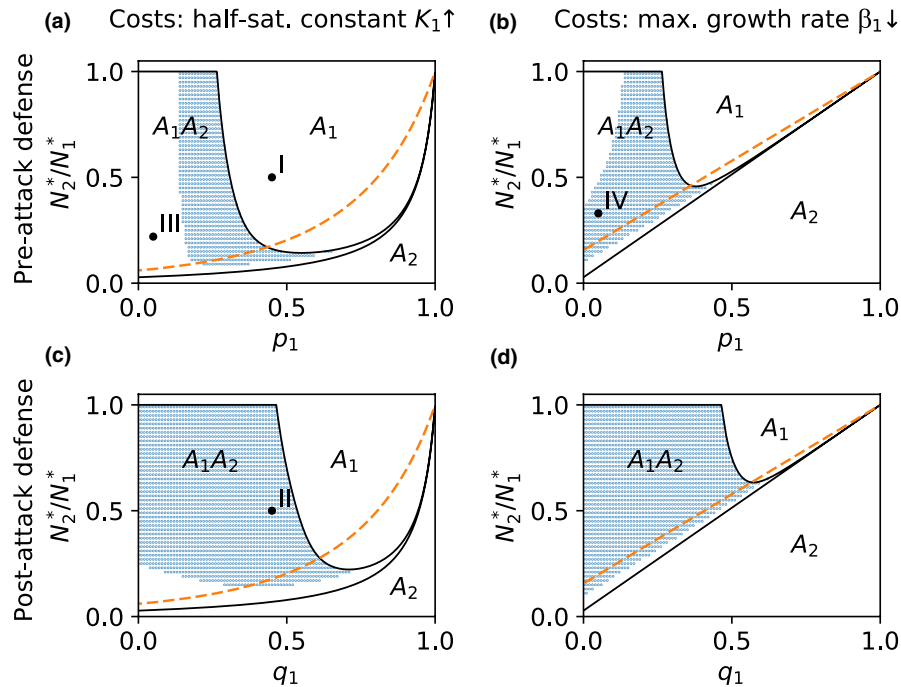 (a) Costs: half-sat. constant K₁↑
(b) Costs: max. growth rate β₁↓
Pre-attack defense
N₂*/N₁*
1.0
0.5
0.0
A₁A₂
A₁
I
III
A₂
0.0 0.5 1.0
p₁
N₂*/N₁*
1.0
0.5
0.0
A₁A₂
A₁
IV
A₂
0.0 0.5 1.0
p₁
(c)
Post-attack defense
N₂*/N₁*
1.0
0.5
0.0
A₁A₂
A₁
II
A₂
0.0 0.5 1.0
q₁
(d)
N₂*/N₁*
1.0
0.5
0.0
A₁A₂
A₁
A₂
0.0 0.5 1.0
q₁